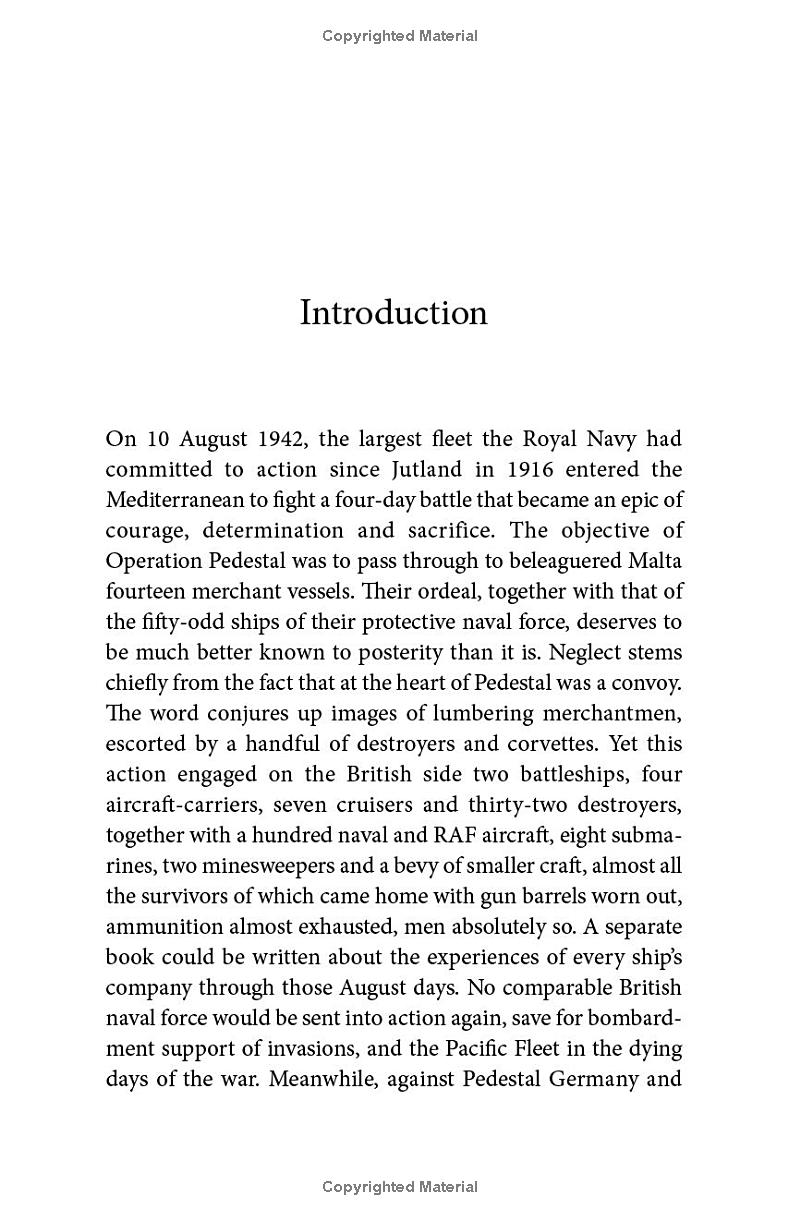 Copyrighted Material
Introduction
On 10 August 1942, the largest fleet the Royal Navy had
committed to action since Jutland in 1916 entered the
Mediterranean to fight a four-day battle that became an epic of
courage, determination and sacrifice. The objective of
Operation Pedestal was to pass through to beleaguered Malta
fourteen merchant vessels. Their ordeal, together with that of
the fifty-odd ships of their protective naval force, deserves to
be much better known to posterity than it is. Neglect stems
chiefly from the fact that at the heart of Pedestal was a convoy.
The word conjures up images of lumbering merchantmen,
escorted by a handful of destroyers and corvettes. Yet this
action engaged on the British side two battleships, four
aircraft-carriers, seven cruisers and thirty-two destroyers,
together with a hundred naval and RAF aircraft, eight subma-
rines, two minesweepers and a bevy of smaller craft, almost all
the survivors of which came home with gun barrels worn out,
ammunition almost exhausted, men absolutely so. A separate
book could be written about the experiences of every ship’s
company through those August days. No comparable British
naval force would be sent into action again, save for bombard-
ment support of invasions, and the Pacific Fleet in the dying
days of the war. Meanwhile, against Pedestal Germany and
Copyrighted Material